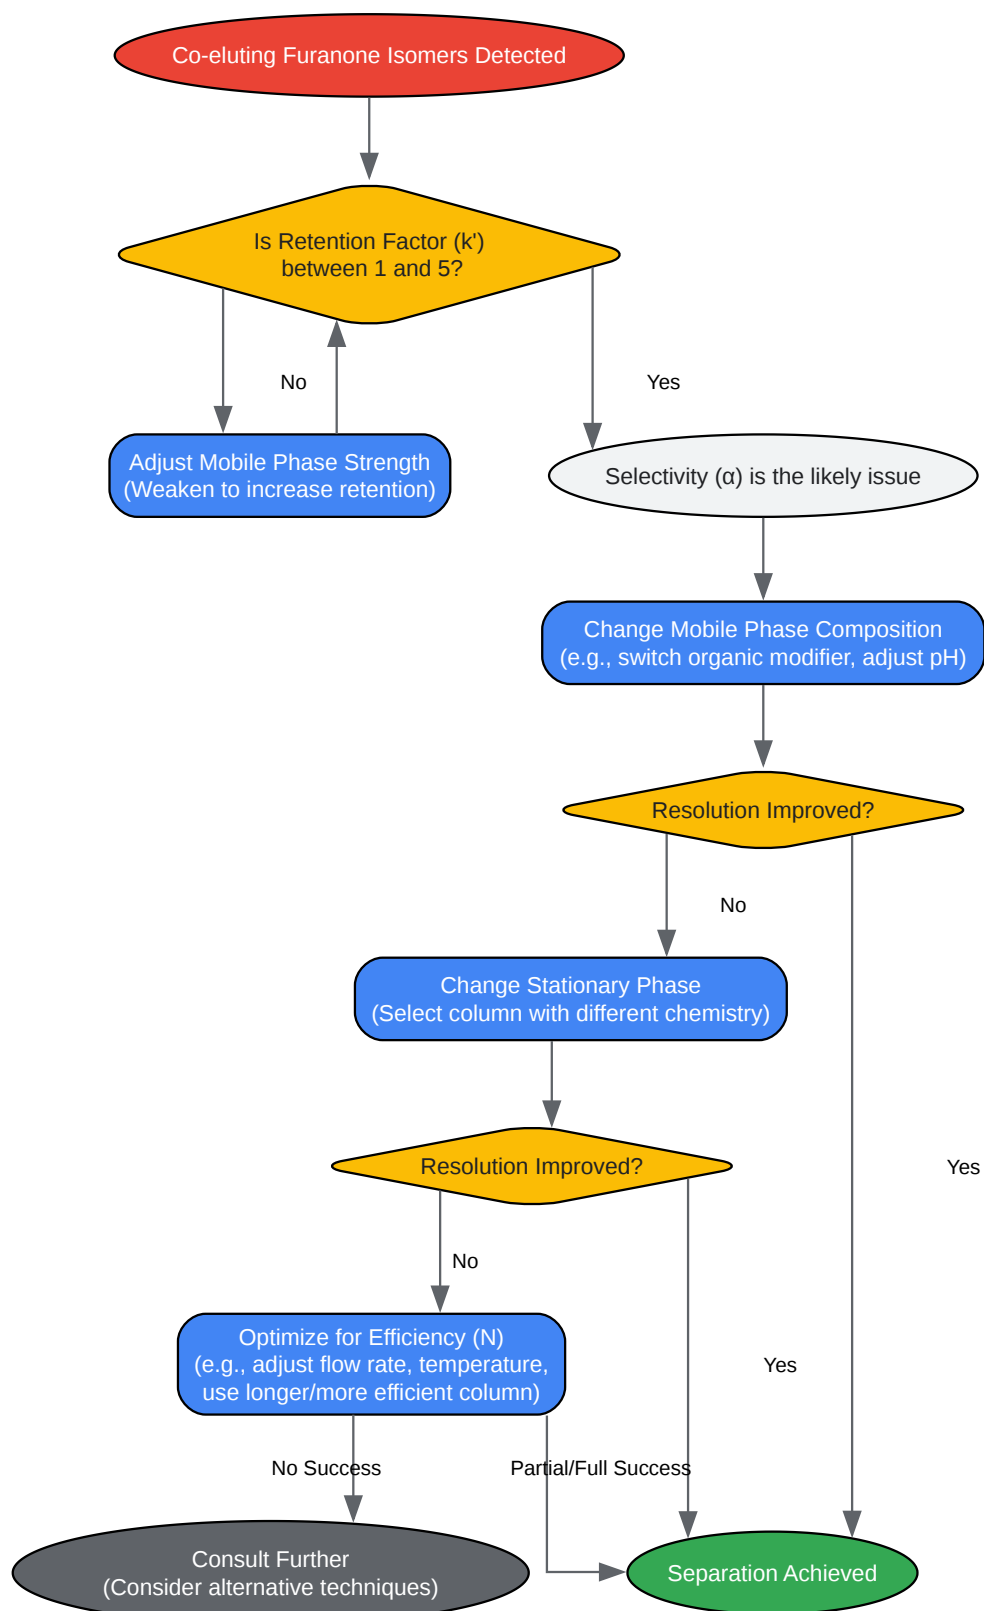 Co-eluting Furanone Isomers Detected
Is Retention Factor (k')
between 1 and 5?
No
Yes
Adjust Mobile Phase Strength
(Weaken to increase retention)
Selectivity (α) is the likely issue
Change Mobile Phase Composition
(e.g., switch organic modifier, adjust pH)
Resolution Improved?
No
Change Stationary Phase
(Select column with different chemistry)
Resolution Improved?
Yes
No
Optimize for Efficiency (N)
(e.g., adjust flow rate, temperature,
use longer/more efficient column)
Yes
No Success
Partial/Full Success
Consult Further
(Consider alternative techniques)
Separation Achieved